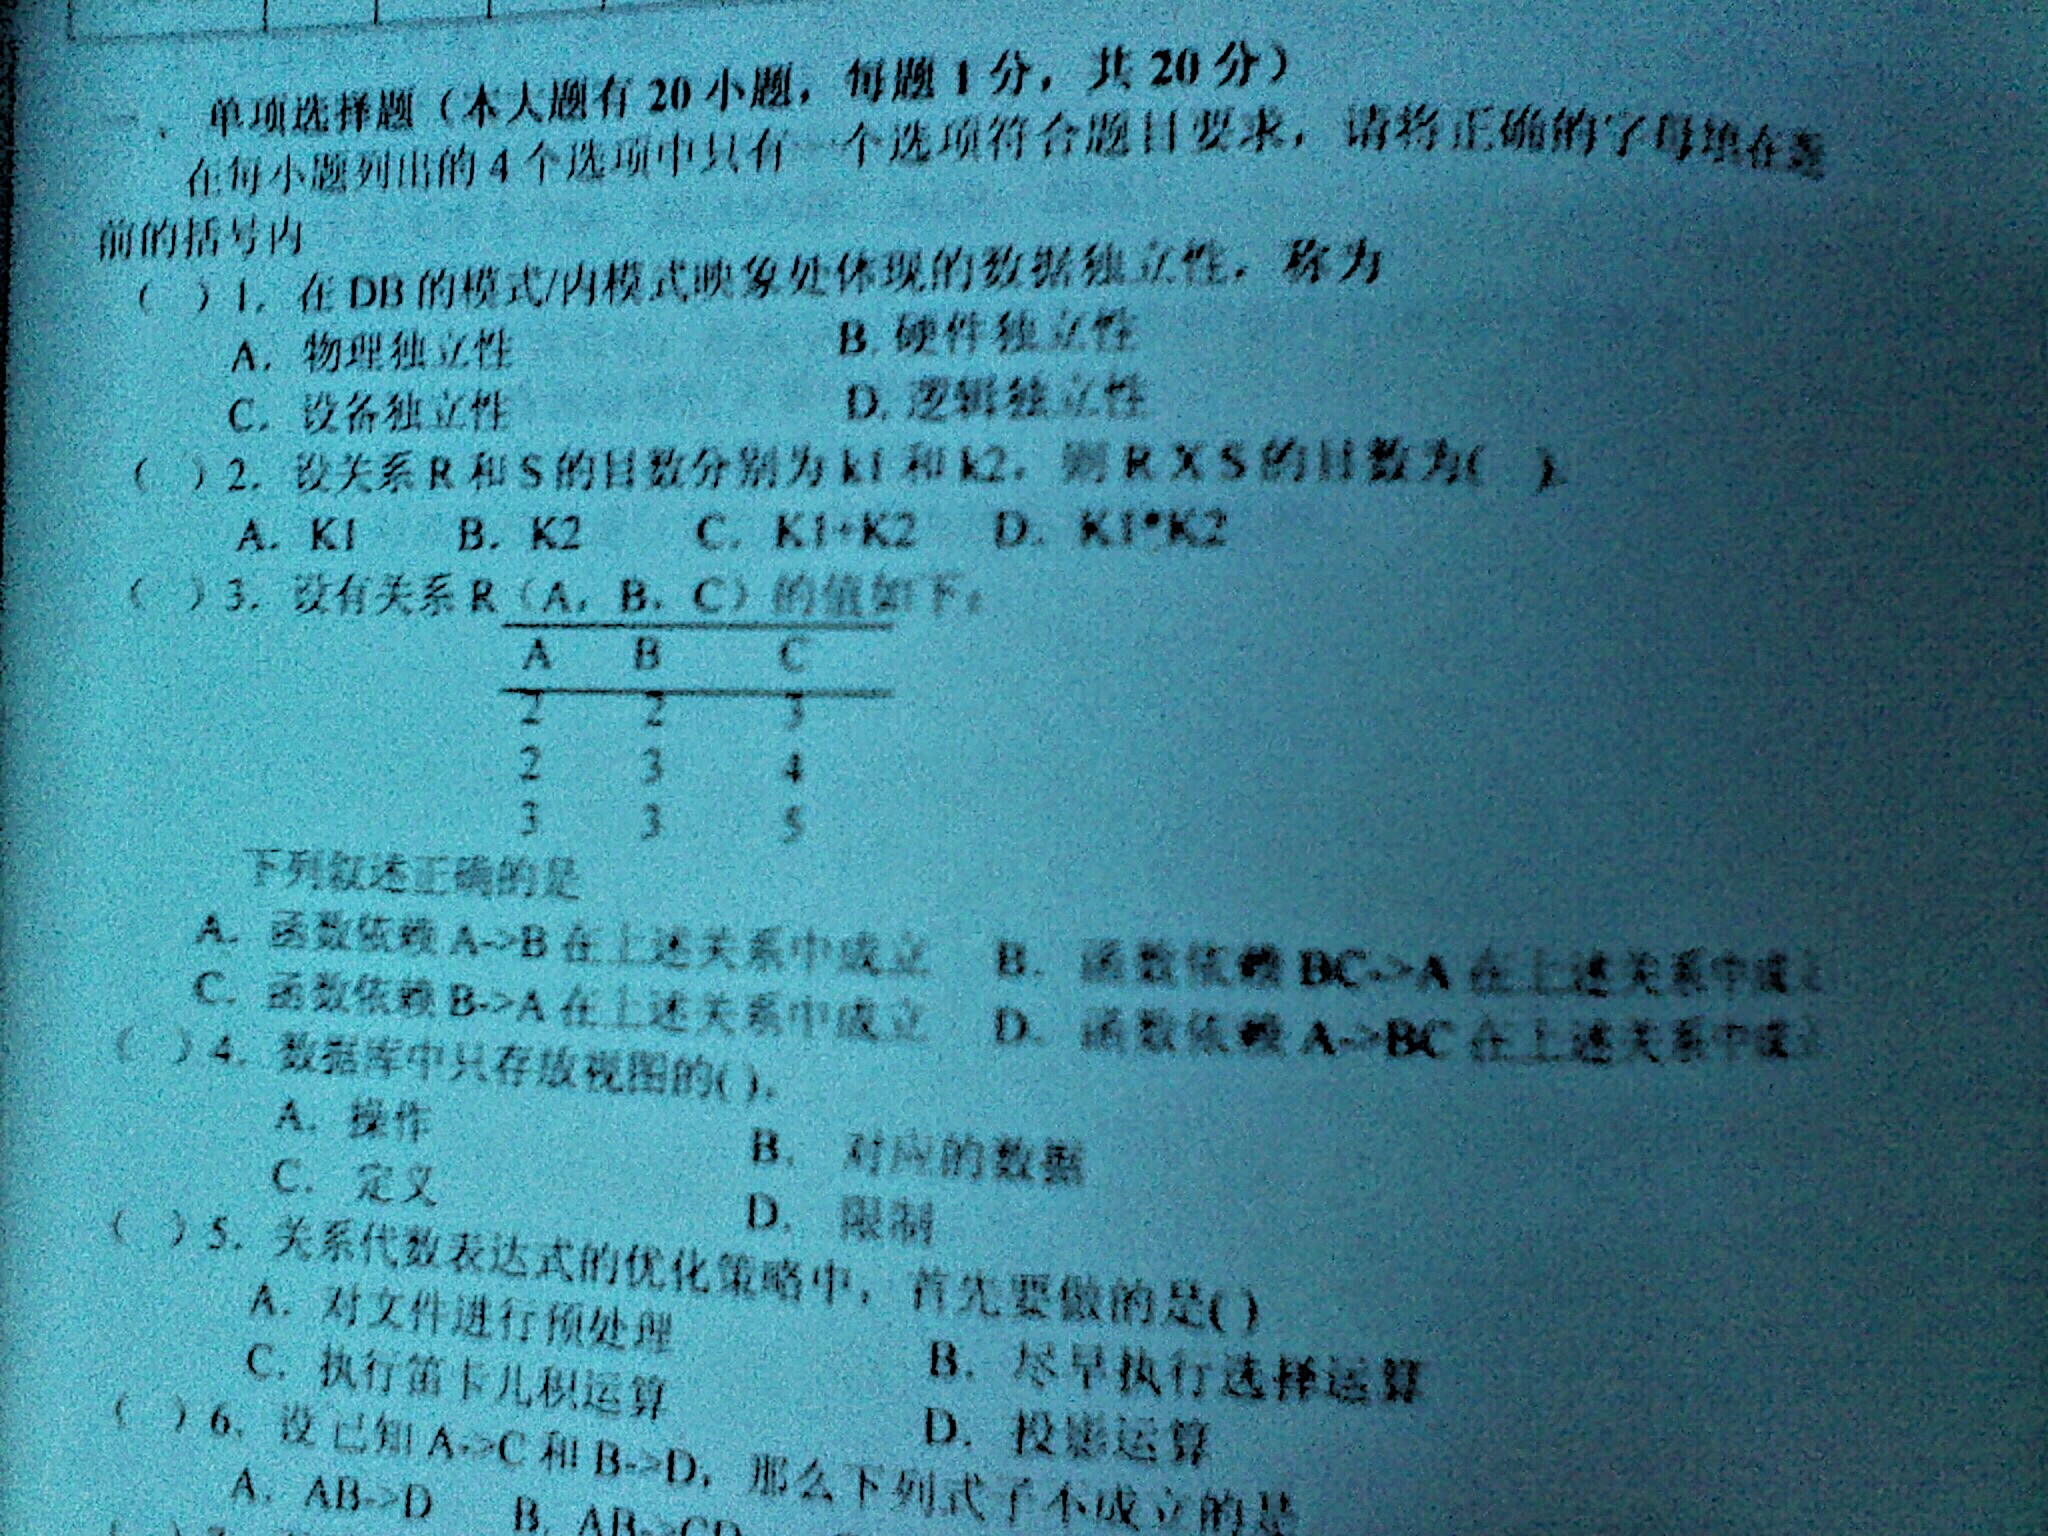 一、单项选择题（本大题有 20 小题，每题 1 分，共 20 分）
在每小题列出的 4 个选项中只有一个选项符合题目要求，请将正确的字母填在
前的括号内
（ ）1．在 DB 的模式/内模式映象处体现的数据独立性，称为
A．物理独立性 B. 硬件独立性
C．设备独立性 D. 逻辑独立性
（ ）2．设关系 R 和 S 的目数分别为 k1 和 k2，则 R X S 的目数为( ).
A．K1 B．K2 C．K1+K2 D．K1*K2
（ ）3．设有关系 R（A，B，C）的值如下：
A B C
2 2 3
2 3 4
3 3 5
下列叙述正确的是
A．函数依赖 A->B 在上述关系中成立 B．函数依赖 BC->A 在上述关系中成立
C．函数依赖 B->A 在上述关系中成立 D．函数依赖 A->BC 在上述关系中成立
（ ）4．数据库中只存放视图的( )．
A．操作 B．对应的数据
C．定义 D．限制
（ ）5．关系代数表达式的优化策略中，首先要做的是( )
A．对文件进行预处理 B．尽早执行选择运算
C．执行笛卡儿积运算 D．投影运算
（ ）6．设已知 A->C 和 B->D，那么下列式子不成立的是
A．AB->D B. AB->CD